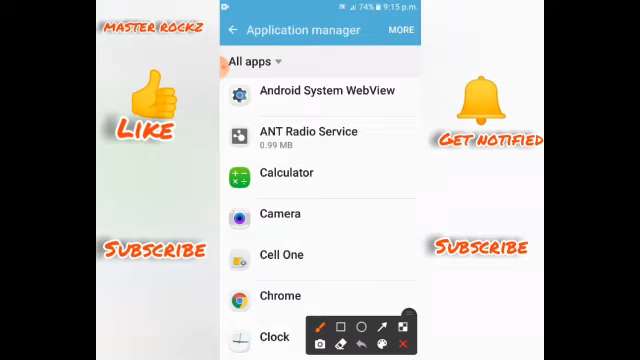 MASTER ROCKZ
74% 9:15 p.m.
Application manager MORE
All apps
Android System WebView
ANT Radio Service
0.99 MB
Calculator
Camera
Cell One
Chrome
Clock
LIKE
SUBSCRIBE
GET NOTIFIED
SUBSCRIBE